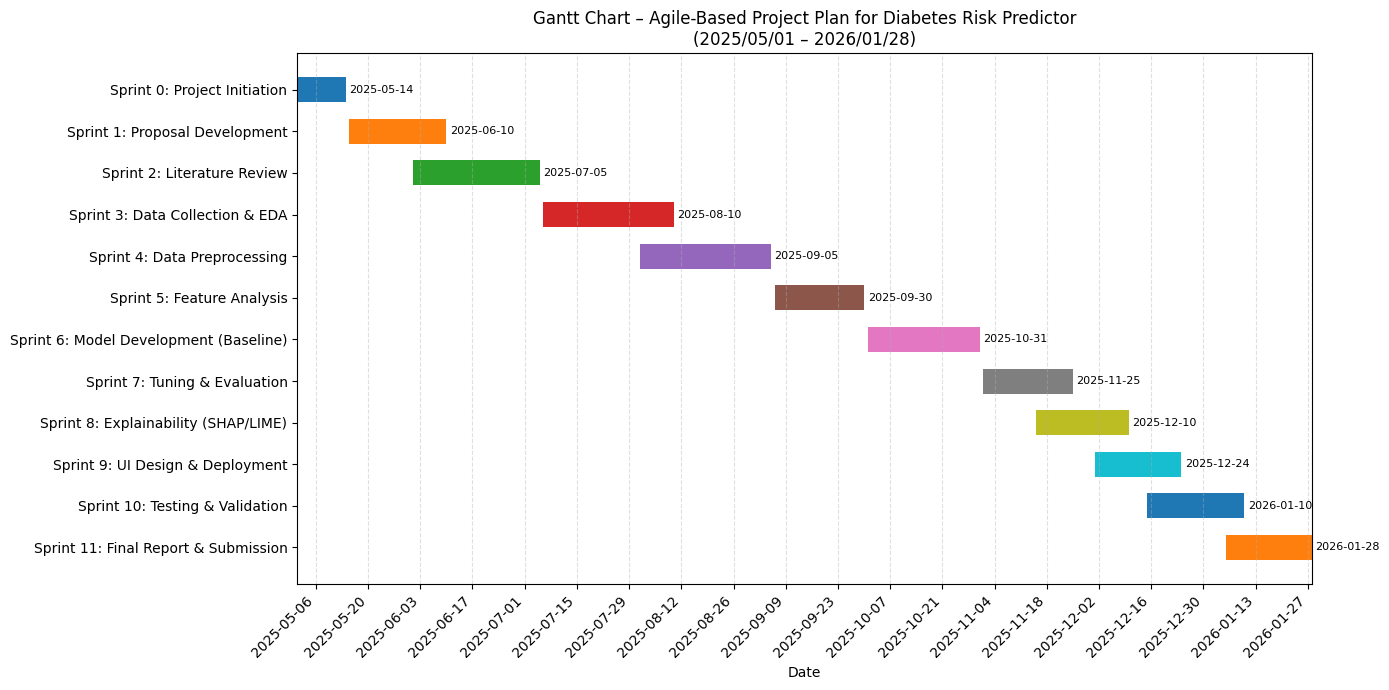 Gantt Chart – Agile-Based Project Plan for Diabetes Risk Predictor
(2025/05/01 – 2026/01/28)
Sprint 0: Project Initiation
2025-05-14
Sprint 1: Proposal Development
2025-06-10
Sprint 2: Literature Review
2025-07-05
Sprint 3: Data Collection & EDA
2025-08-10
Sprint 4: Data Preprocessing
2025-09-05
Sprint 5: Feature Analysis
2025-09-30
Sprint 6: Model Development (Baseline)
2025-10-31
Sprint 7: Tuning & Evaluation
2025-11-25
Sprint 8: Explainability (SHAP/LIME)
2025-12-10
Sprint 9: UI Design & Deployment
2025-12-24
Sprint 10: Testing & Validation
2026-01-10
Sprint 11: Final Report & Submission
2026-01-28
2025-05-06
2025-05-20
2025-06-03
2025-06-17
2025-07-01
2025-07-15
2025-07-29
2025-08-12
2025-08-26
2025-09-09
2025-09-23
2025-10-07
2025-10-21
2025-11-04
2025-11-18
2025-12-02
2025-12-16
2025-12-30
2026-01-13
2026-01-27
Date